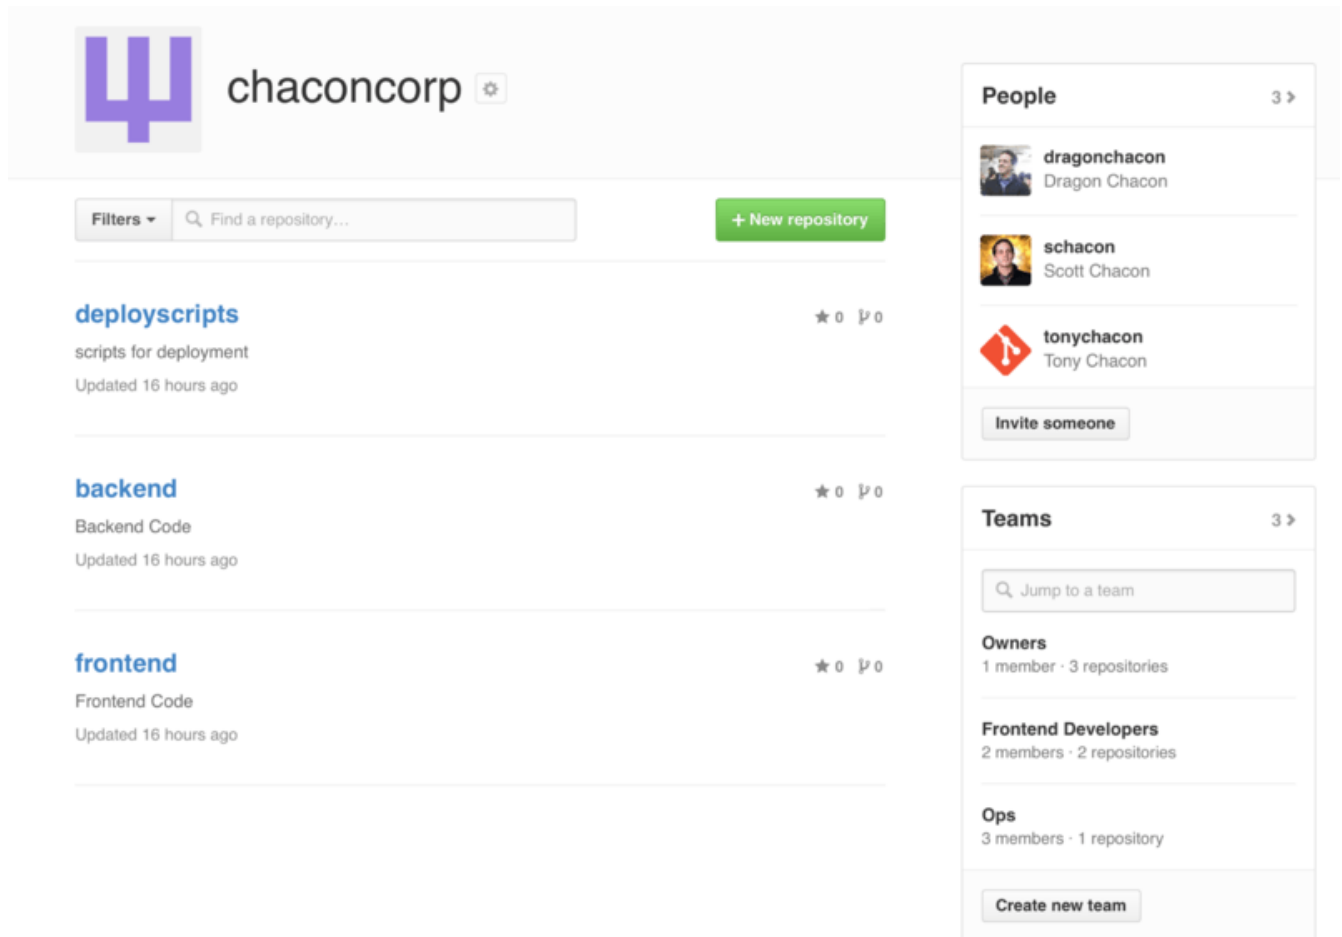 chaconcorp
Filters
Find a repository...
+ New repository
deployscripts
0 0
scripts for deployment
Updated 16 hours ago
backend
0 0
Backend Code
Updated 16 hours ago
frontend
0 0
Frontend Code
Updated 16 hours ago
People 3
dragonchacon
Dragon Chacon
schacon
Scott Chacon
tonychacon
Tony Chacon
Invite someone
Teams 3
Jump to a team
Owners
1 member · 3 repositories
Frontend Developers
2 members · 2 repositories
Ops
3 members · 1 repository
Create new team